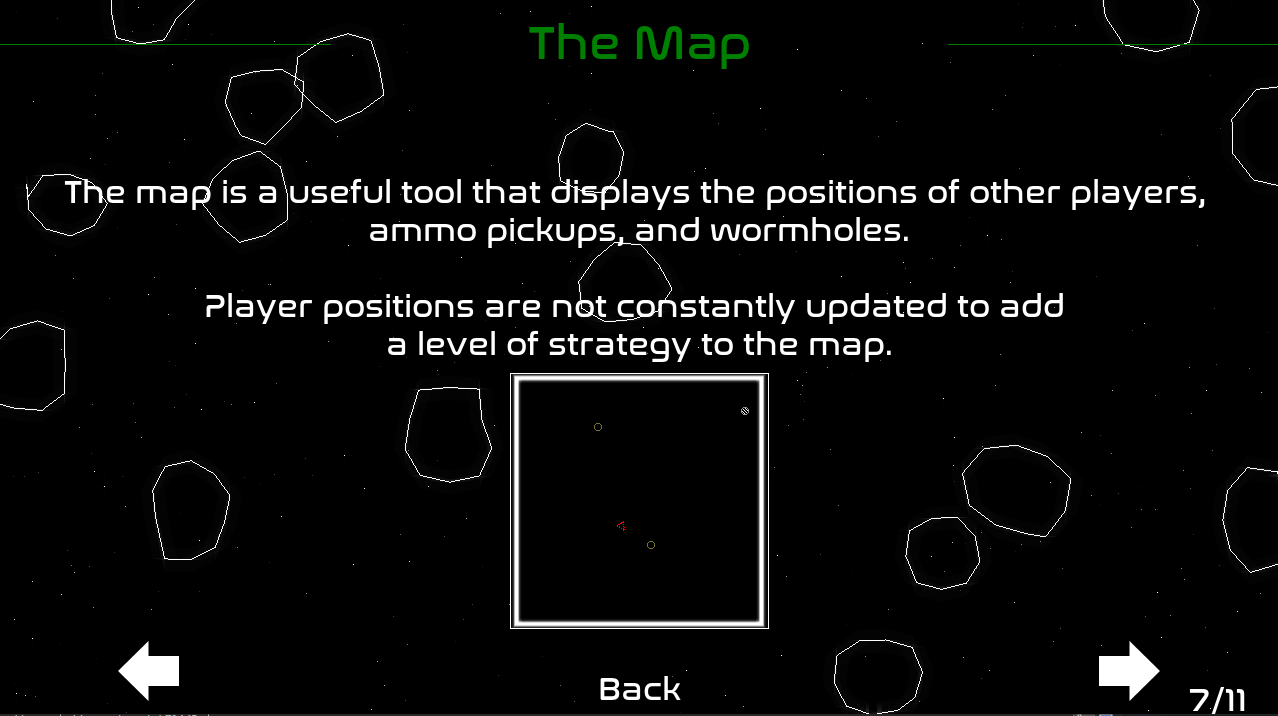 The Map
The map is a useful tool that displays the positions of other players,
ammo pickups, and wormholes.
Player positions are not constantly updated to add
a level of strategy to the map.
Back
7/11